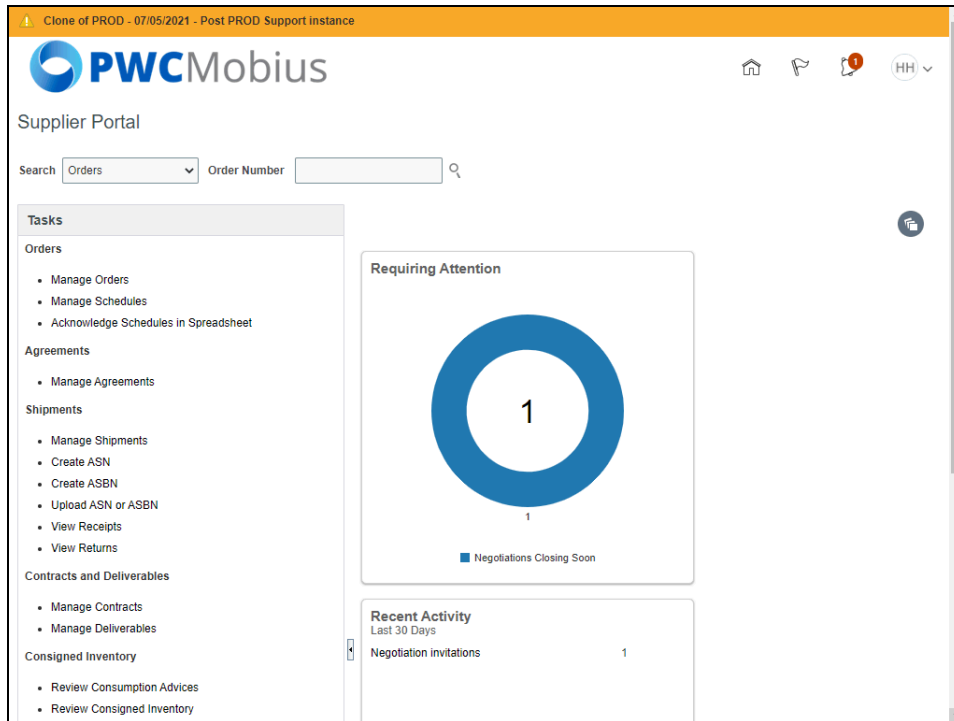 Clone of PROD - 07/05/2021 - Post PROD Support instance
PWCMobius
1
HH
Supplier Portal
Search Orders Order Number
Tasks
Orders
Manage Orders
Manage Schedules
Acknowledge Schedules in Spreadsheet
Agreements
Manage Agreements
Shipments
Manage Shipments
Create ASN
Create ASBN
Upload ASN or ASBN
View Receipts
View Returns
Contracts and Deliverables
Manage Contracts
Manage Deliverables
Consigned Inventory
Review Consumption Advices
Review Consigned Inventory
Requiring Attention
1
1
Negotiations Closing Soon
Recent Activity
Last 30 Days
Negotiation invitations 1